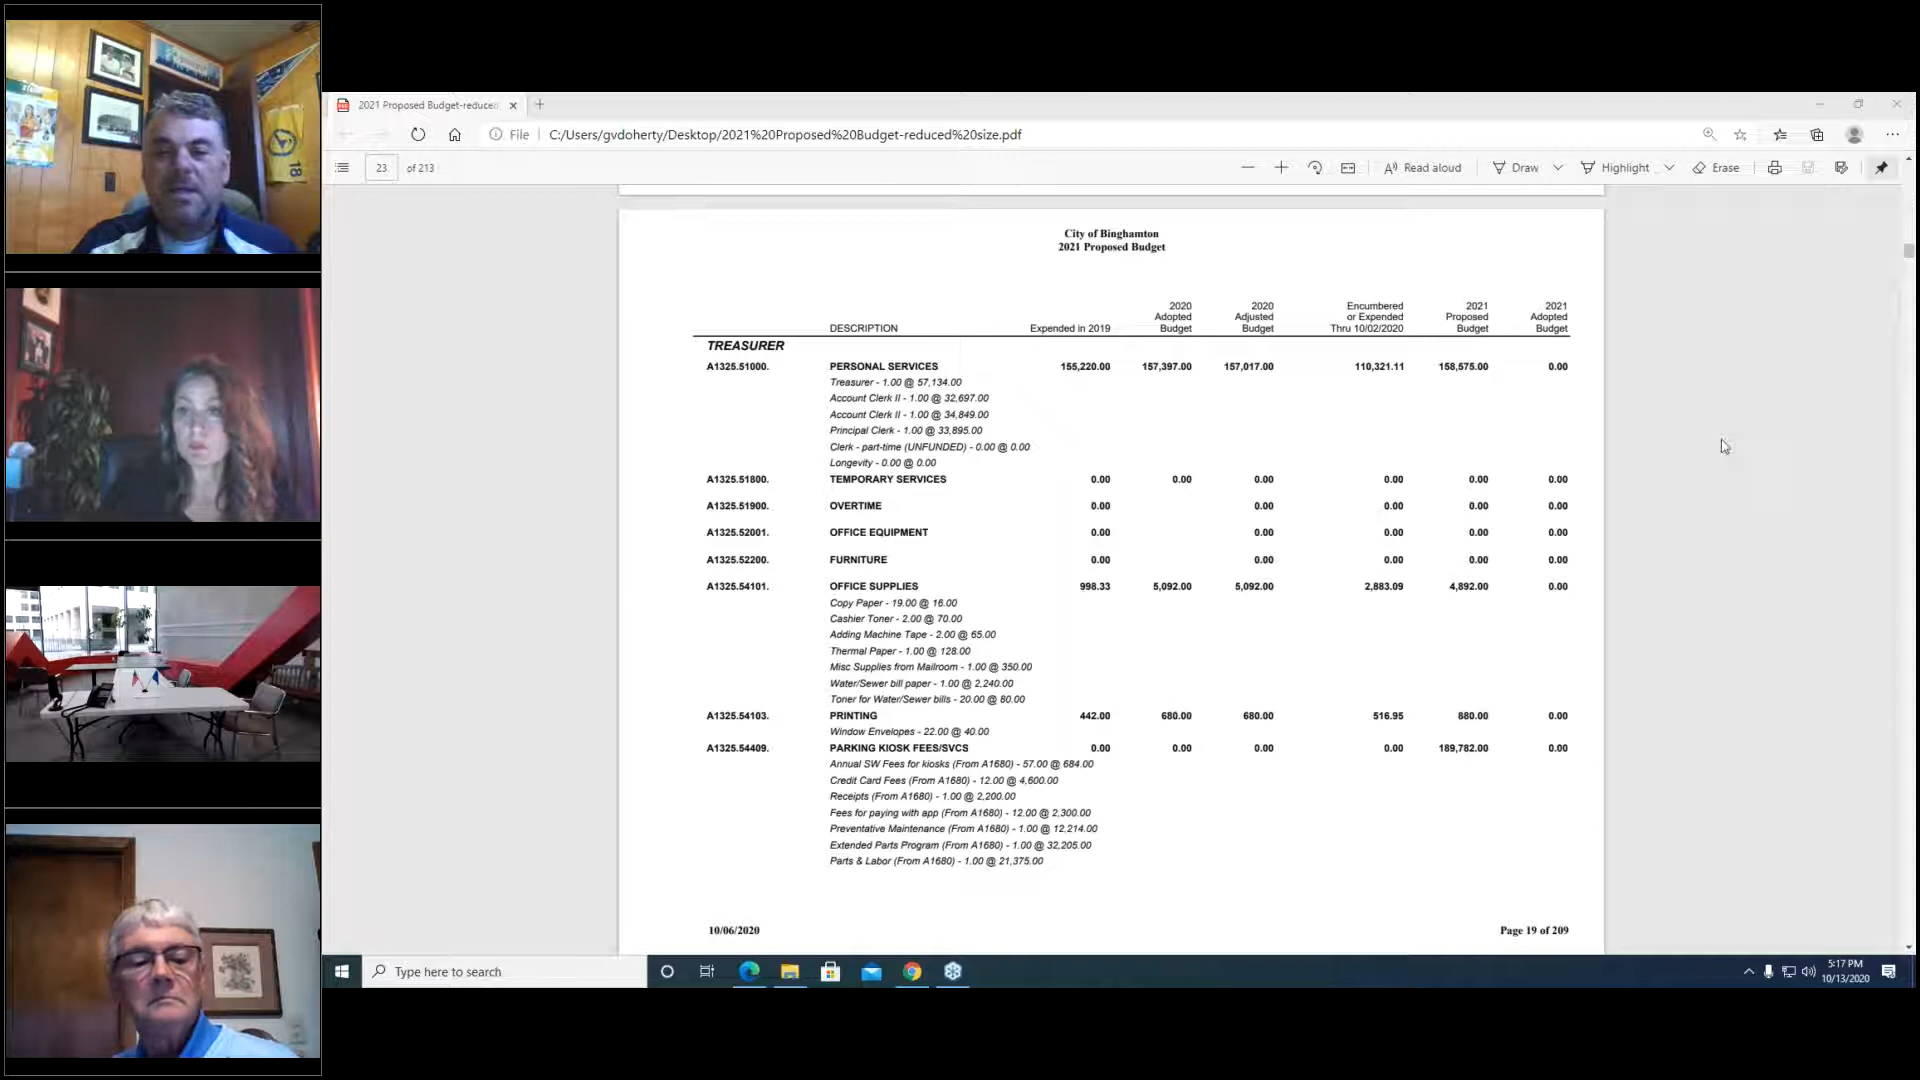 2021 Proposed Budget-reduced
File C:/Users/gvdoherty/Desktop/2021%20Proposed%20Budget-reduced%20size.pdf
23 of 213 Read aloud Draw Highlight Erase
City of Binghamton
2021 Proposed Budget
2020 2020 Encumbered 2021 2021
Adopted Adjusted or Expended Proposed Adopted
DESCRIPTION Expended in 2019 Budget Budget Thru 10/02/2020 Budget Budget
TREASURER
A1325.51000. PERSONAL SERVICES 155,220.00 157,397.00 157,017.00 110,321.11 158,575.00 0.00
Treasurer - 1.00 @ 57,134.00
Account Clerk II - 1.00 @ 32,697.00
Account Clerk II - 1.00 @ 34,849.00
Principal Clerk - 1.00 @ 33,895.00
Clerk - part-time (UNFUNDED) - 0.00 @ 0.00
Longevity - 0.00 @ 0.00
A1325.51800. TEMPORARY SERVICES 0.00 0.00 0.00 0.00 0.00 0.00
A1325.51900. OVERTIME 0.00 0.00 0.00 0.00 0.00
A1325.52001. OFFICE EQUIPMENT 0.00 0.00 0.00 0.00 0.00
A1325.52200. FURNITURE 0.00 0.00 0.00 0.00 0.00
A1325.54101. OFFICE SUPPLIES 998.33 5,092.00 5,092.00 2,883.09 4,892.00 0.00
Copy Paper - 19.00 @ 16.00
Cashier Toner - 2.00 @ 70.00
Adding Machine Tape - 2.00 @ 65.00
Thermal Paper - 1.00 @ 128.00
Misc Supplies from Mailroom - 1.00 @ 350.00
Water/Sewer bill paper - 1.00 @ 2,240.00
Toner for Water/Sewer bills - 20.00 @ 80.00
A1325.54103. PRINTING 442.00 680.00 680.00 516.95 880.00 0.00
Window Envelopes - 22.00 @ 40.00
A1325.54409. PARKING KIOSK FEES/SVCS 0.00 0.00 0.00 0.00 189,782.00 0.00
Annual SW Fees for kiosks (From A1680) - 57.00 @ 684.00
Credit Card Fees (From A1680) - 12.00 @ 4,600.00
Receipts (From A1680) - 1.00 @ 2,200.00
Fees for paying with app (From A1680) - 12.00 @ 2,300.00
Preventative Maintenance (From A1680) - 1.00 @ 12,214.00
Extended Parts Program (From A1680) - 1.00 @ 32,205.00
Parts & Labor (From A1680) - 1.00 @ 21,375.00
10/06/2020 Page 19 of 209
Type here to search
5:17 PM
10/13/2020